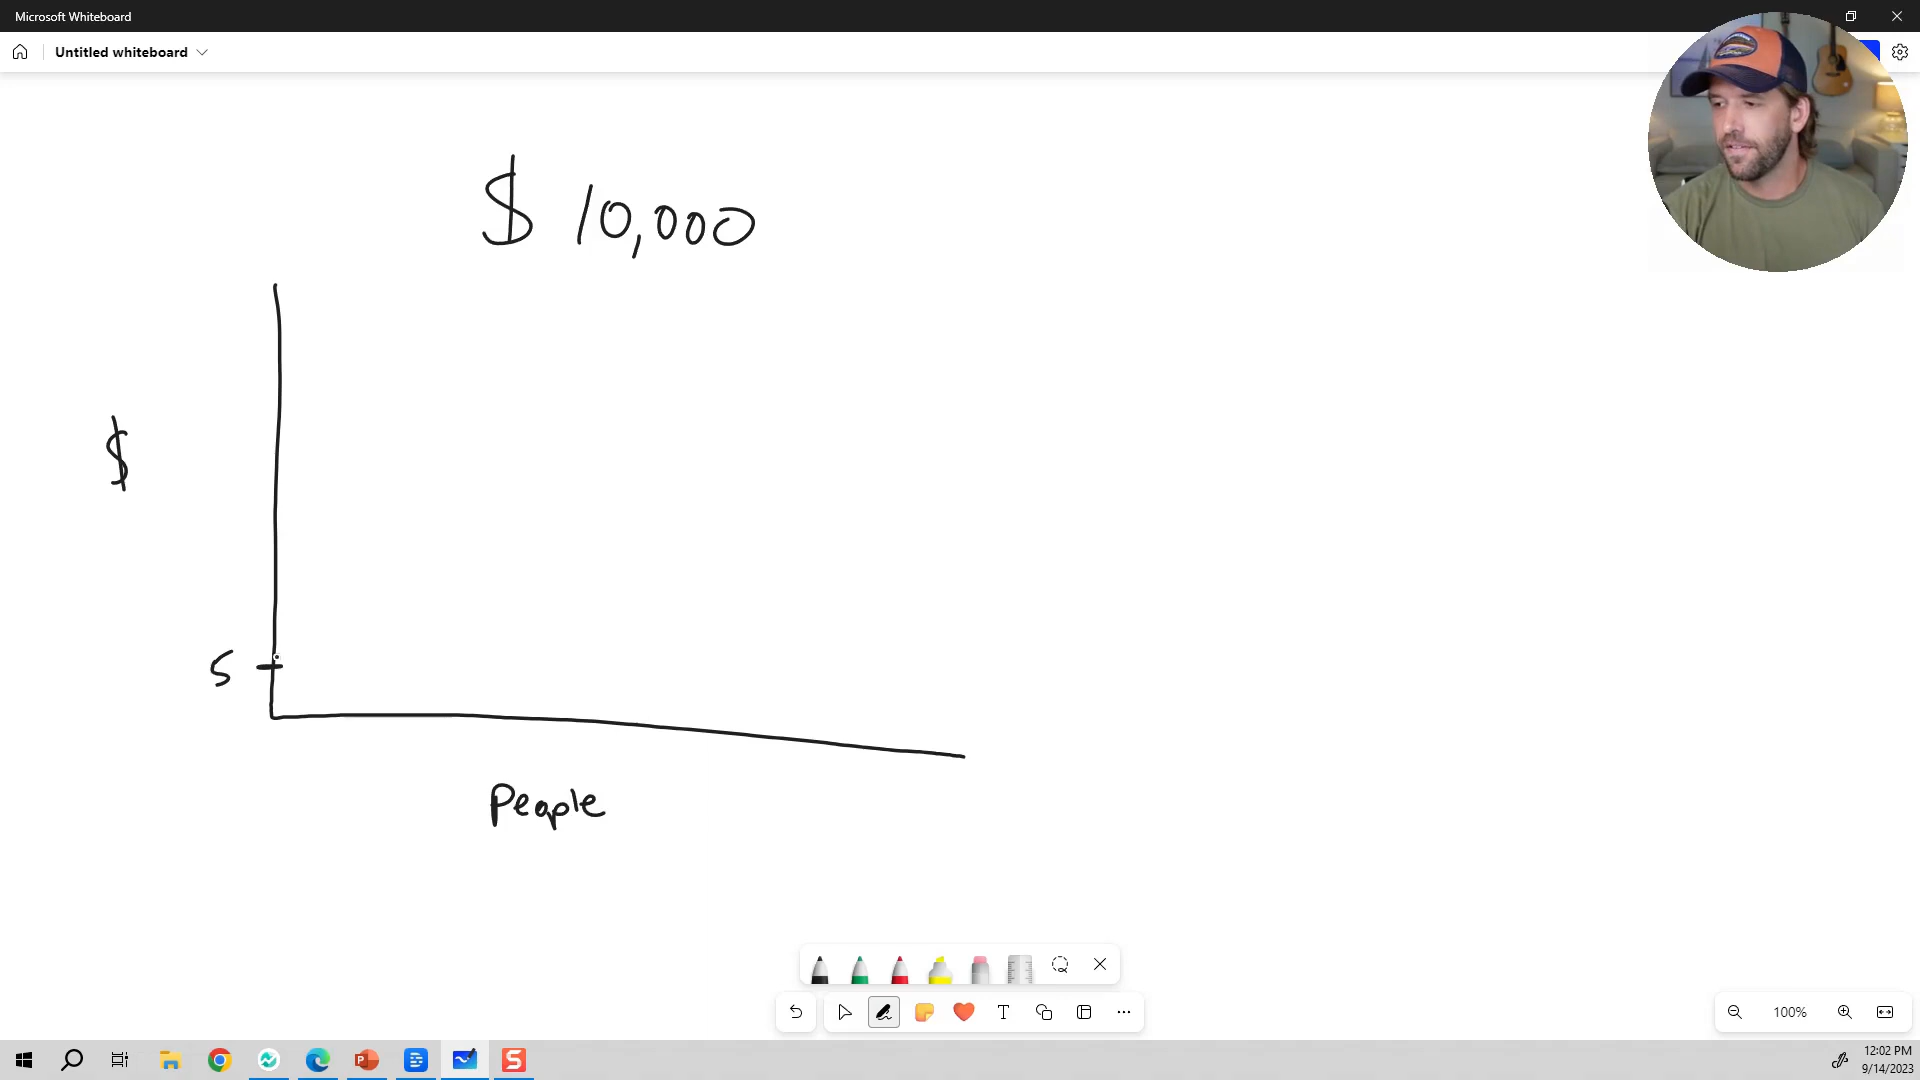 Microsoft Whiteboard
Untitled whiteboard
$ 10,000
$
5
People
T
100%
12:02 PM
9/14/2023